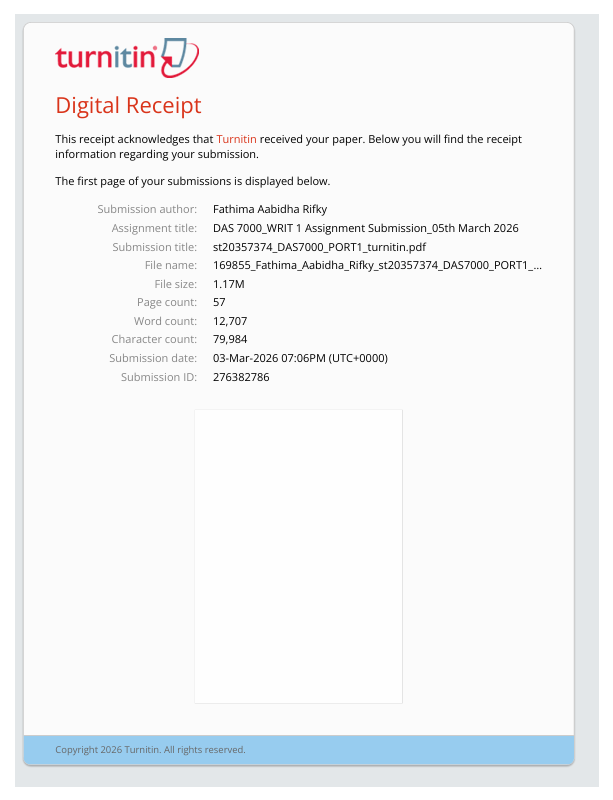 turnitin
Digital Receipt
This receipt acknowledges that Turnitin received your paper. Below you will find the receipt
information regarding your submission.
The first page of your submissions is displayed below.
Submission author: Fathima Aabidha Rifky
Assignment title: DAS 7000_WRIT 1 Assignment Submission_05th March 2026
Submission title: st20357374_DAS7000_PORT1_turnitin.pdf
File name: 169855_Fathima_Aabidha_Rifky_st20357374_DAS7000_PORT1_...
File size: 1.17M
Page count: 57
Word count: 12,707
Character count: 79,984
Submission date: 03-Mar-2026 07:06PM (UTC+0000)
Submission ID: 276382786
Copyright 2026 Turnitin. All rights reserved.